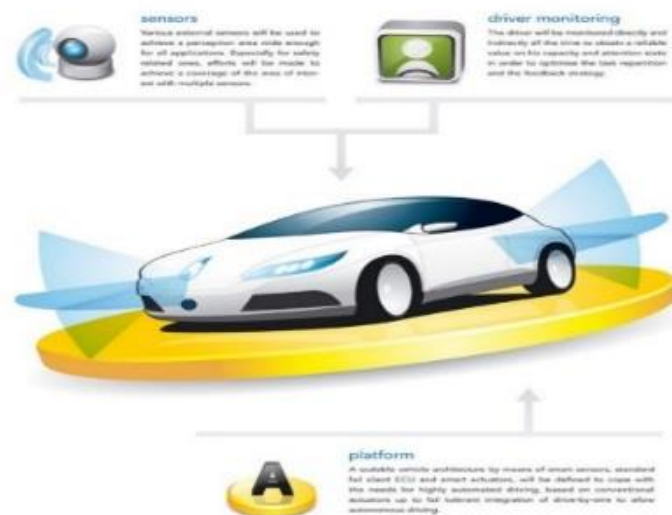 sensors
Various external sensors will be used to
achieve a perception area wide enough
for all applications. Especially for safety
related ones, efforts will be made to
achieve a coverage of the area of inter-
est with multiple sensors.
driver monitoring
The driver will be monitored directly and
indirectly all the time to obtain a reliable
value on his capacity and attention state
in order to optimise the task repartition
and the feedback strategy.
A
platform
A scalable vehicle architecture by means of smart sensors, standard
fail silent ECU and smart actuators, will be defined to cope with
the needs for highly automated driving, based on conventional
actuators up to full tolerant integration of drive-by-wire to allow
autonomous driving.